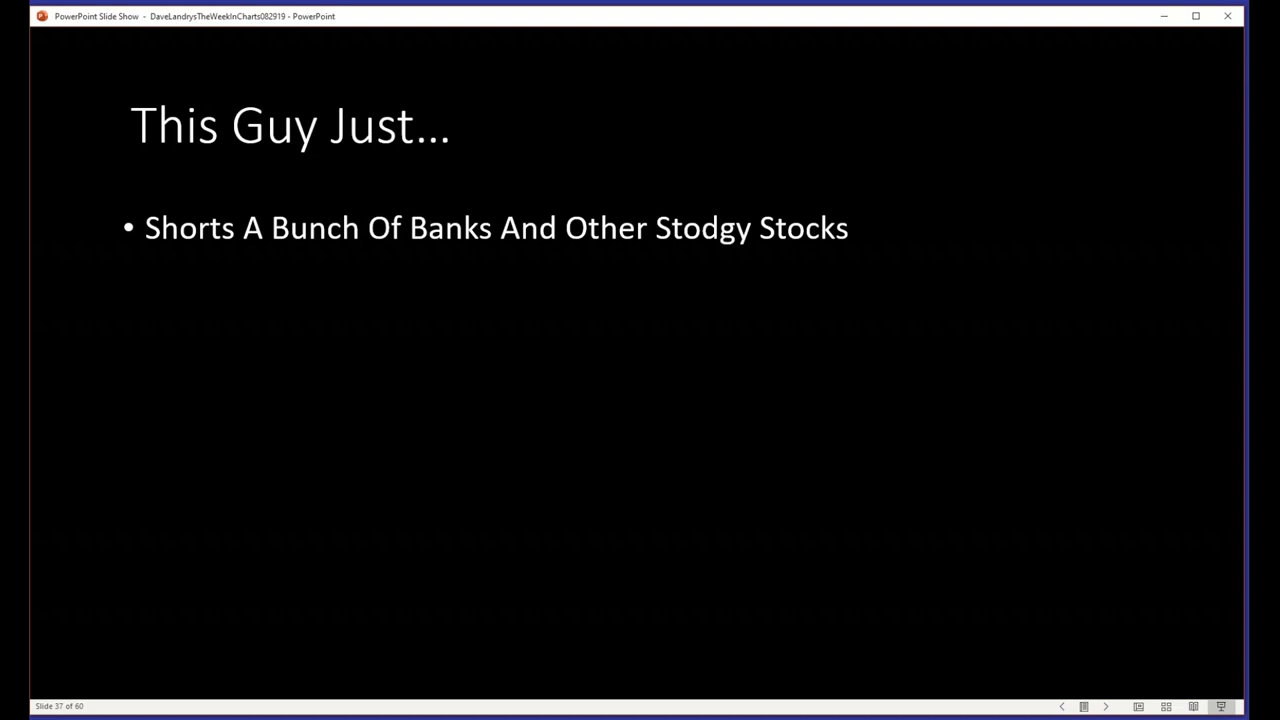 PowerPoint Slide Show - DaveLandrysTheWeekInCharts082919 - PowerPoint
This Guy Just...
• Shorts A Bunch Of Banks And Other Stodgy Stocks
Slide 37 of 60